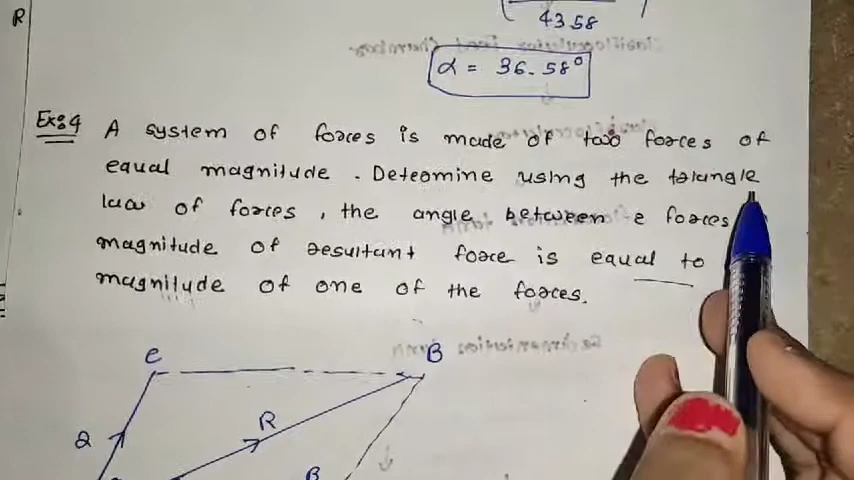 R
4358
α = 36.58°
Ex:4 A system of forces is made of two forces of
equal magnitude. Determine using the triangle
law of forces, the angle between e forces
magnitude of resultant force is equal to
magnitude of one of the forces.
C B
R
Q
B